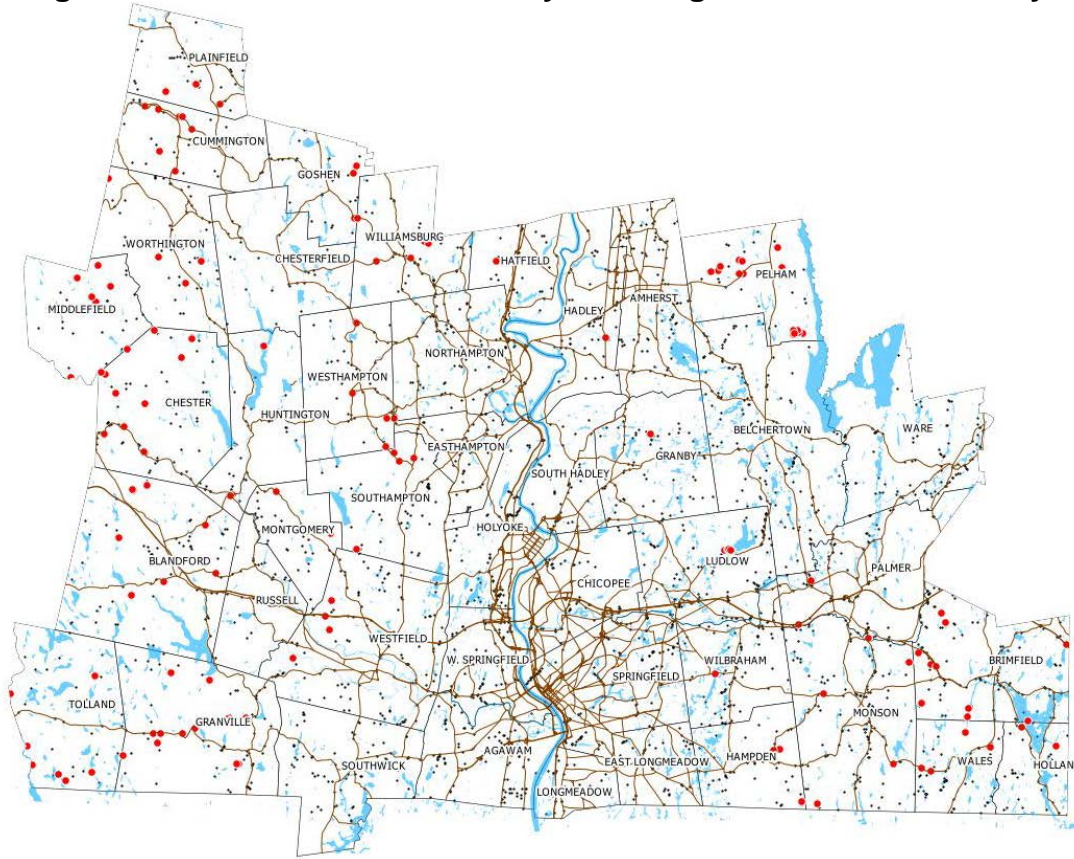 PLAINFIELD
CUMMINGTON
GOSHEN
WILLIAMSBURG
WORTHINGTON
CHESTERFIELD
HATFIELD
PELHAM
MIDDLEFIELD
AMHERST
HADLEY
NORTHAMPTON
WESTHAMPTON
CHESTER
HUNTINGTON
BELCHERTOWN
WARE
EASTHAMPTON
GRANBY
SOUTH HADLEY
SOUTHAMPTON
HOLYOKE
MONTGOMERY
BLANDFORD
LUDLOW
PALMER
CHICOPEE
RUSSELL
WESTFIELD
W. SPRINGFIELD
WILBRAHAM
BRIMFIELD
SPRINGFIELD
TOLLAND
GRANVILLE
MONSON
AGAWAM
HAMPDEN
EAST LONGMEADOW
WALES
HOLLAN
SOUTHWICK
LONGMEADOW